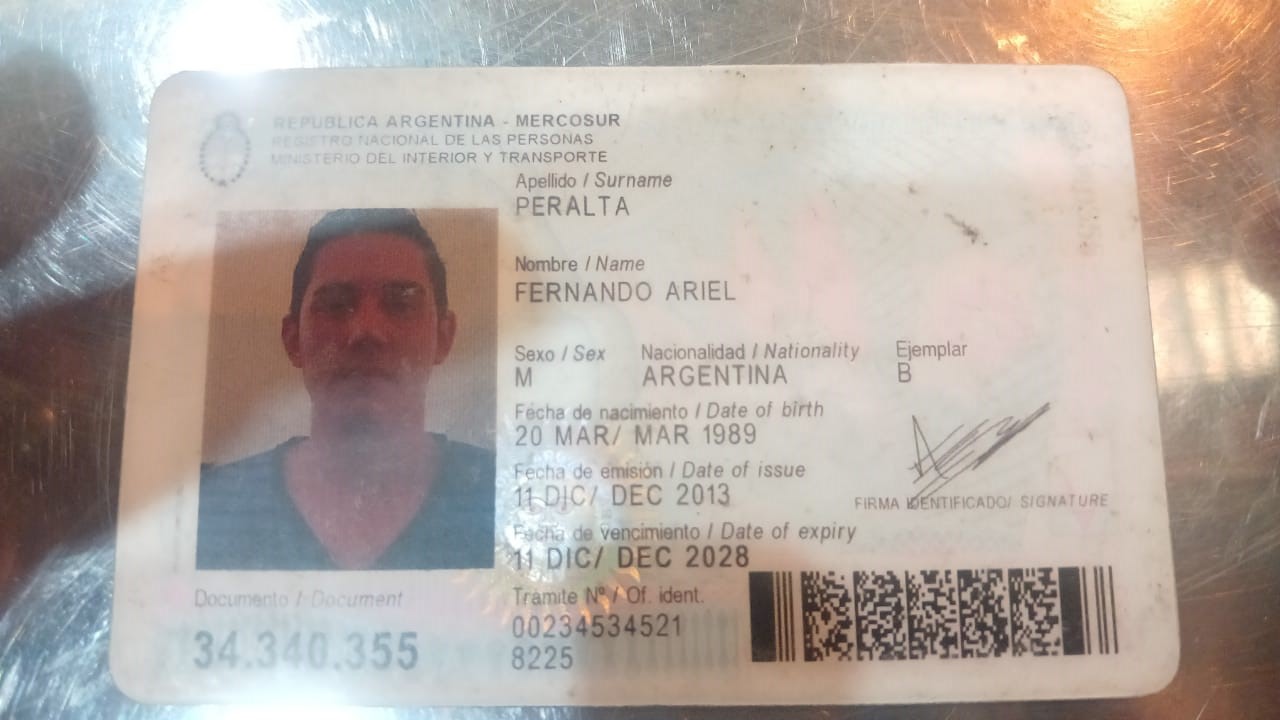 REPUBLICA ARGENTINA - MERCOSUR
REGISTRO NACIONAL DE LAS PERSONAS
MINISTERIO DEL INTERIOR Y TRANSPORTE
Apellido / Surname
PERALTA
Nombre / Name
FERNANDO ARIEL
Sexo / Sex Nacionalidad / Nationality Ejemplar
M ARGENTINA B
Fecha de nacimiento / Date of birth
20 MAR/ MAR 1989
Fecha de emisión / Date of issue
11 DIC/ DEC 2013
FIRMA IDENTIFICADO/ SIGNATURE
Fecha de vencimiento / Date of expiry
11 DIC/ DEC 2028
Documento / Document
34.340.355
Tramite Nº / Of. ident.
00234534521
8225